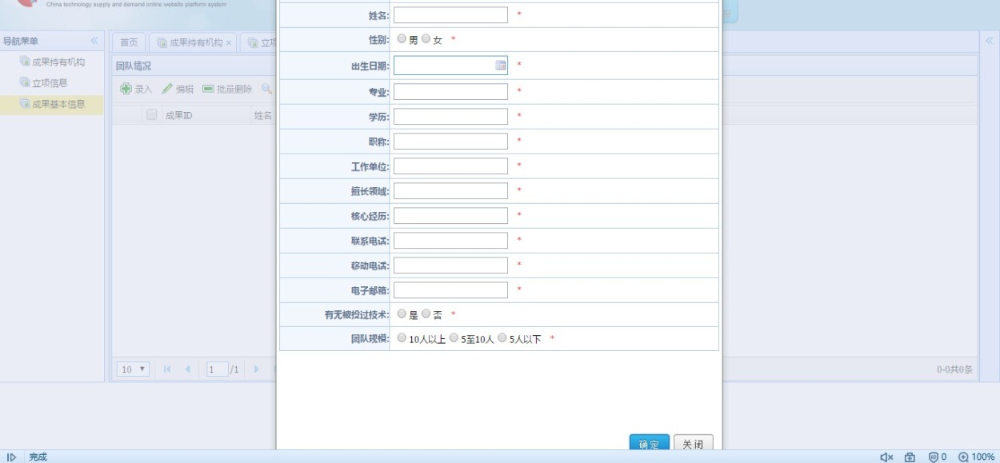 China technology supply and demand online website platform system
导航菜单
成果持有机构
立项信息
成果基本信息
首页 成果持有机构 × 立项
团队情况
录入 编辑 批量删除
成果ID 姓名
10 1 /1
0-0共0条
姓名: *
性别: 男 女 *
出生日期: *
专业: *
学历: *
职称: *
工作单位: *
擅长领域: *
核心经历: *
联系电话: *
移动电话: *
电子邮箱: *
有无被投过技术: 是 否 *
团队规模: 10人以上 5至10人 5人以下 *
确定 关闭
完成 0 100%